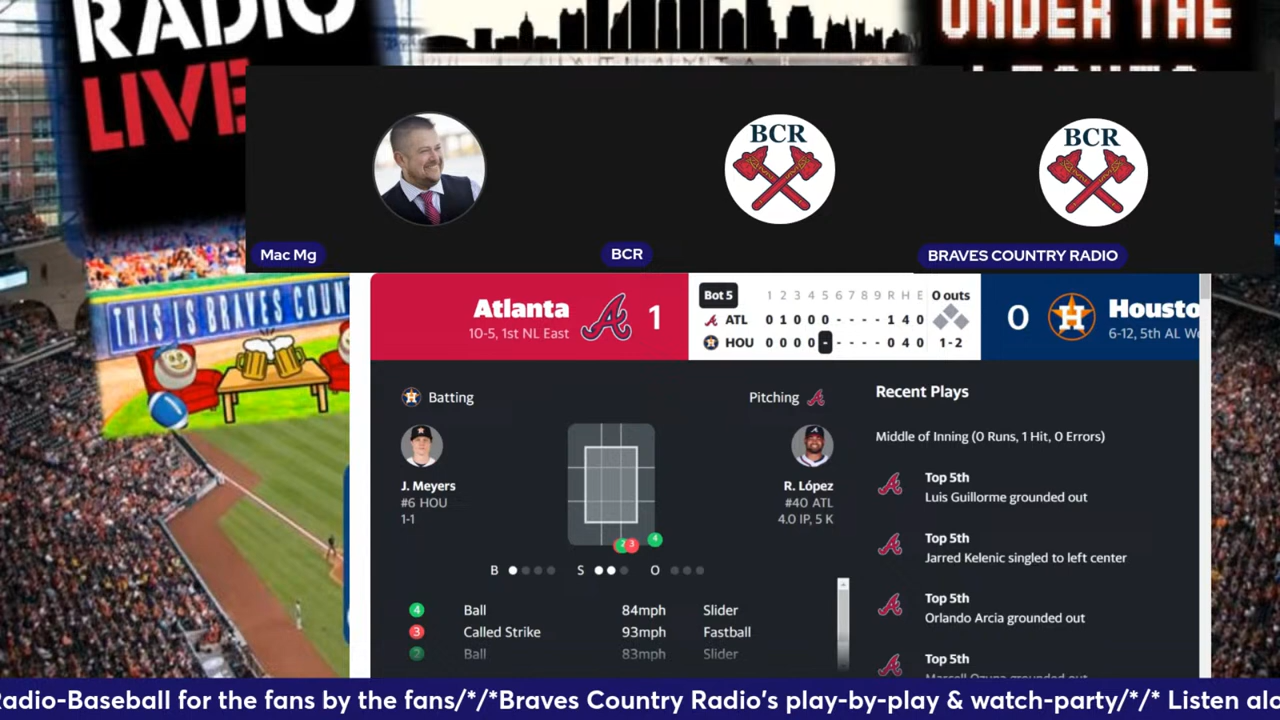 RADIO
LIVE
UNDER THE
THIS IS BRAVES COUN
BCR
BCR
Mac Mg
BCR
BRAVES COUNTRY RADIO
Atlanta
10-5, 1st NL East
1
Bot 5
1 2 3 4 5 6 7 8 9 R H E
ATL 0 1 0 0 0 - - - - 1 4 0
HOU 0 0 0 0 - - - - - 0 4 0
0 outs
1-2
0
Housto
6-12, 5th AL We
Batting
J. Meyers
#6 HOU
1-1
Pitching
R. López
#40 ATL
4.0 IP, 5 K
2 3 4
B S O
4 Ball 84mph Slider
3 Called Strike 93mph Fastball
2 Ball 83mph Slider
Recent Plays
Middle of Inning (0 Runs, 1 Hit, 0 Errors)
Top 5th
Luis Guillorme grounded out
Top 5th
Jarred Kelenic singled to left center
Top 5th
Orlando Arcia grounded out
Top 5th
Radio-Baseball for the fans by the fans/*/*Braves Country Radio's play-by-play & watch-party/*/* Listen alo